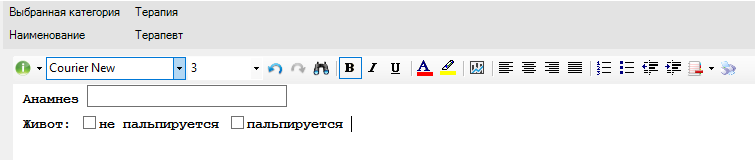 Выбранная категория Терапия
Наименование Терапевт
Courier New 3 B I U A
Анамнез
Живот: не пальпируется пальпируется